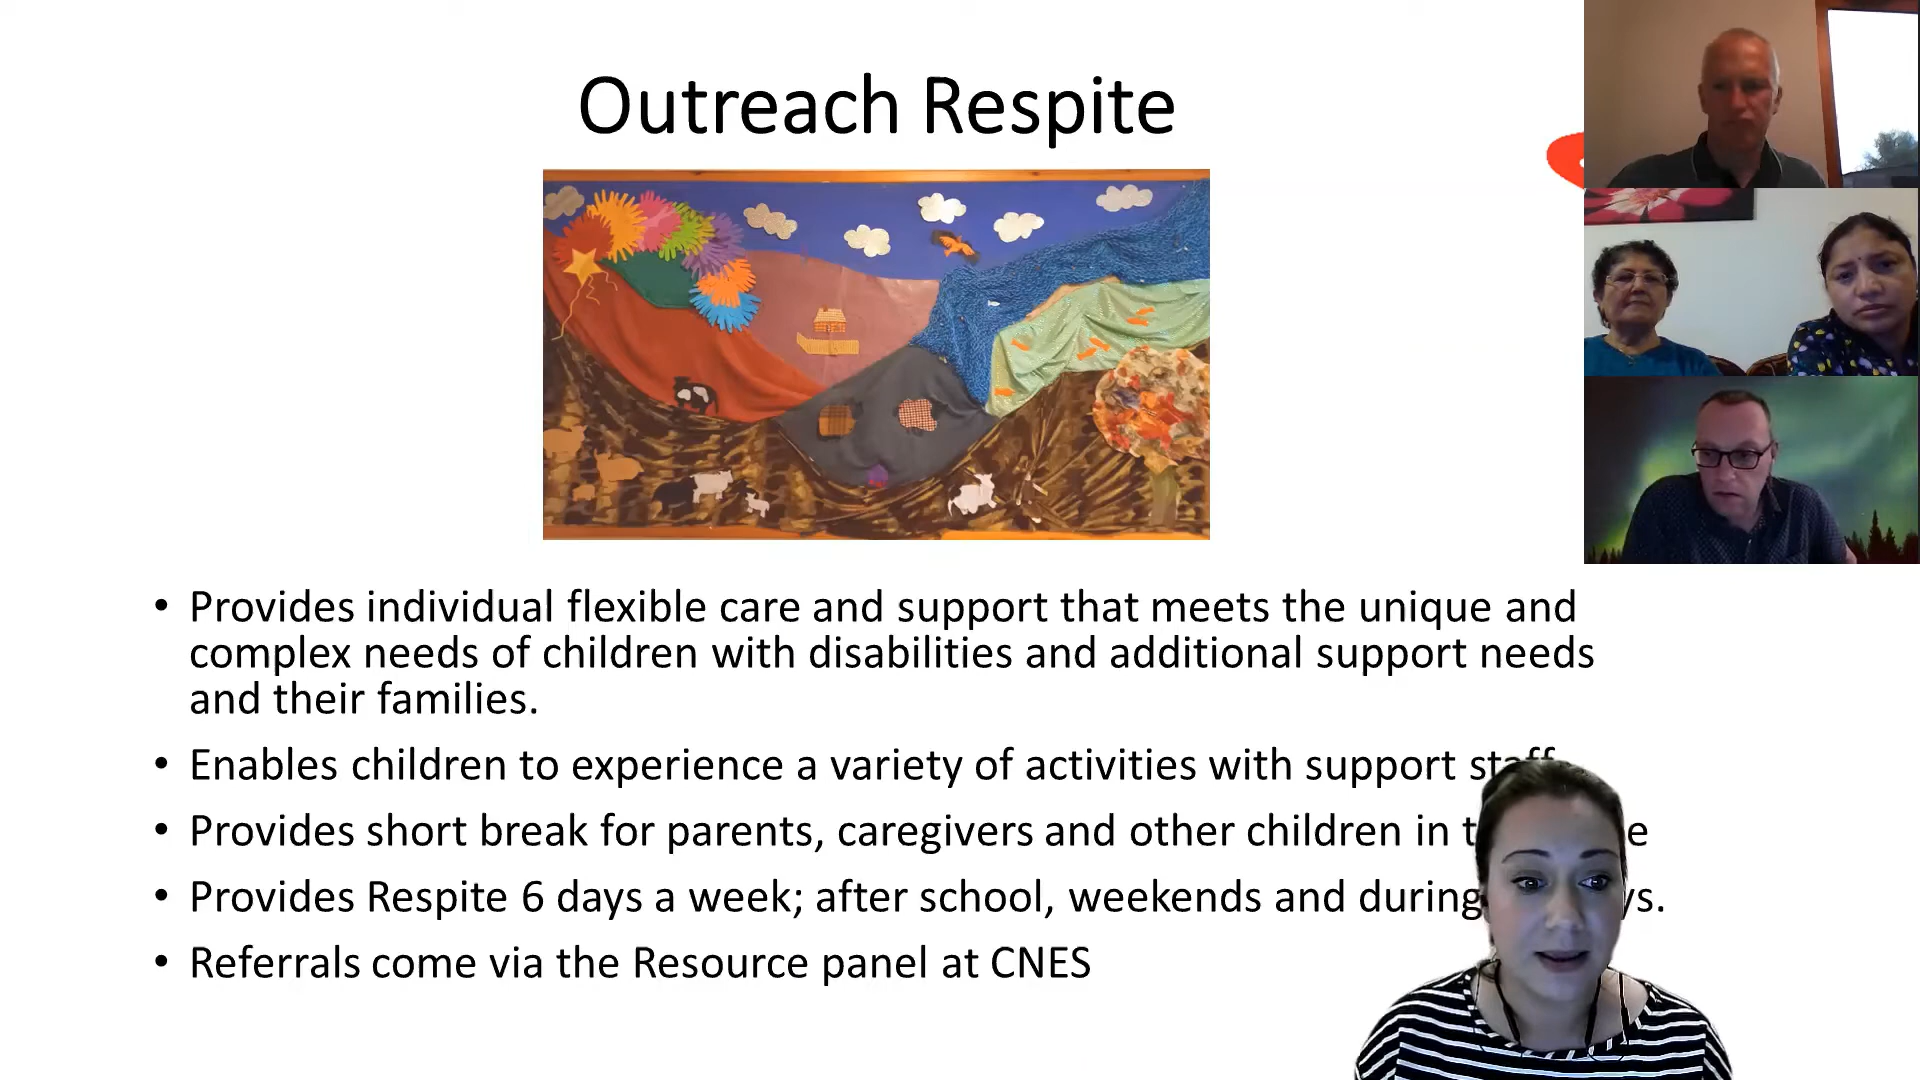 Outreach Respite
• Provides individual flexible care and support that meets the unique and
complex needs of children with disabilities and additional support needs
and their families.
• Enables children to experience a variety of activities with support staff
• Provides short break for parents, caregivers and other children in
• Provides Respite 6 days a week; after school, weekends and during
• Referrals come via the Resource panel at CNES